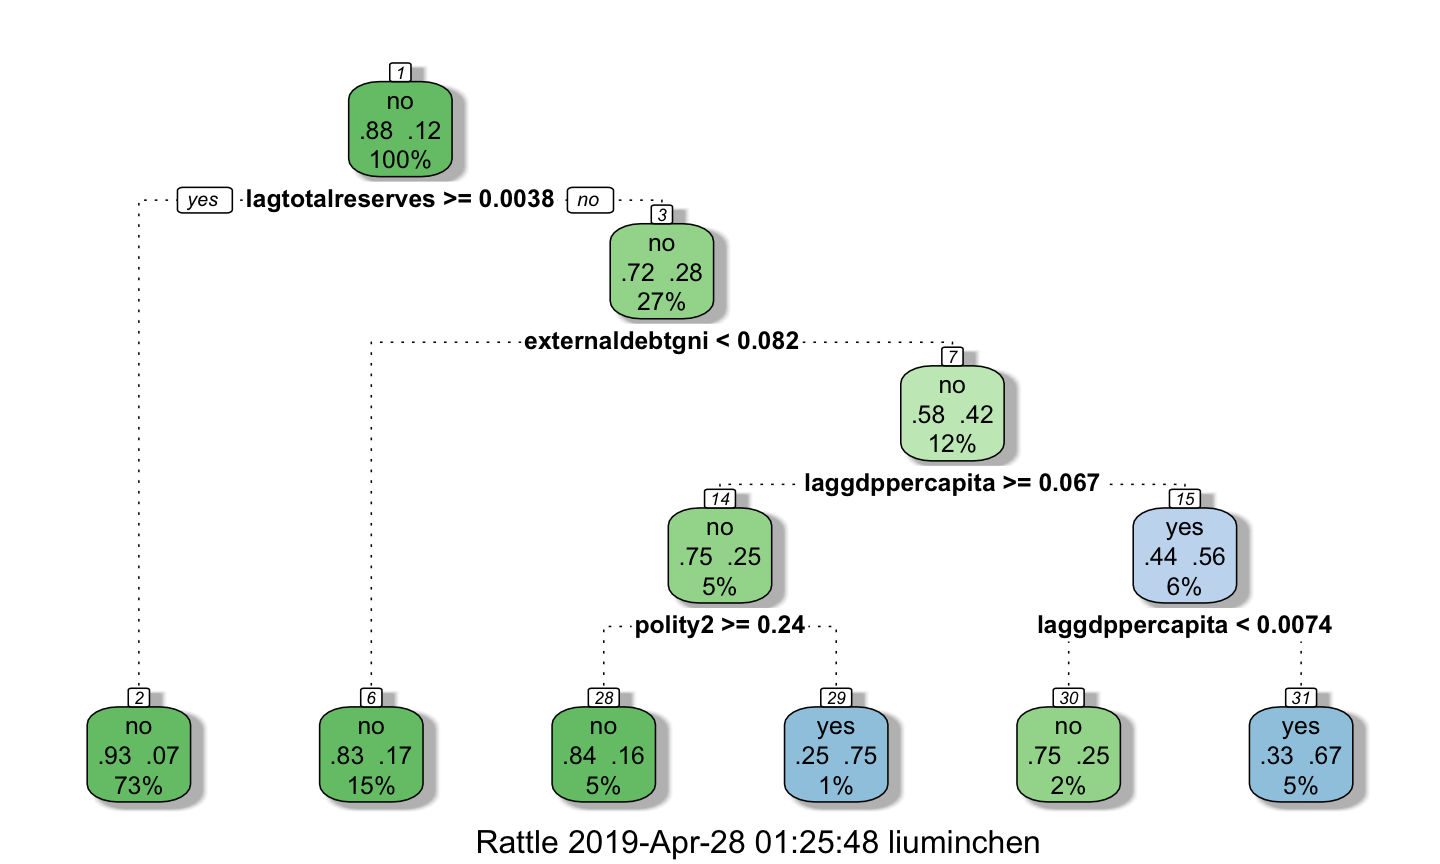 1
no
.88 .12
100%
yes lagtotalreserves >= 0.0038 no
3
no
.72 .28
27%
externaldebtgni < 0.082
7
no
.58 .42
12%
laggdppercapita >= 0.067
14
no
.75 .25
5%
15
yes
.44 .56
6%
polity2 >= 0.24
laggdppercapita < 0.0074
2
no
.93 .07
73%
6
no
.83 .17
15%
28
no
.84 .16
5%
29
yes
.25 .75
1%
30
no
.75 .25
2%
31
yes
.33 .67
5%
Rattle 2019-Apr-28 01:25:48 liuminchen